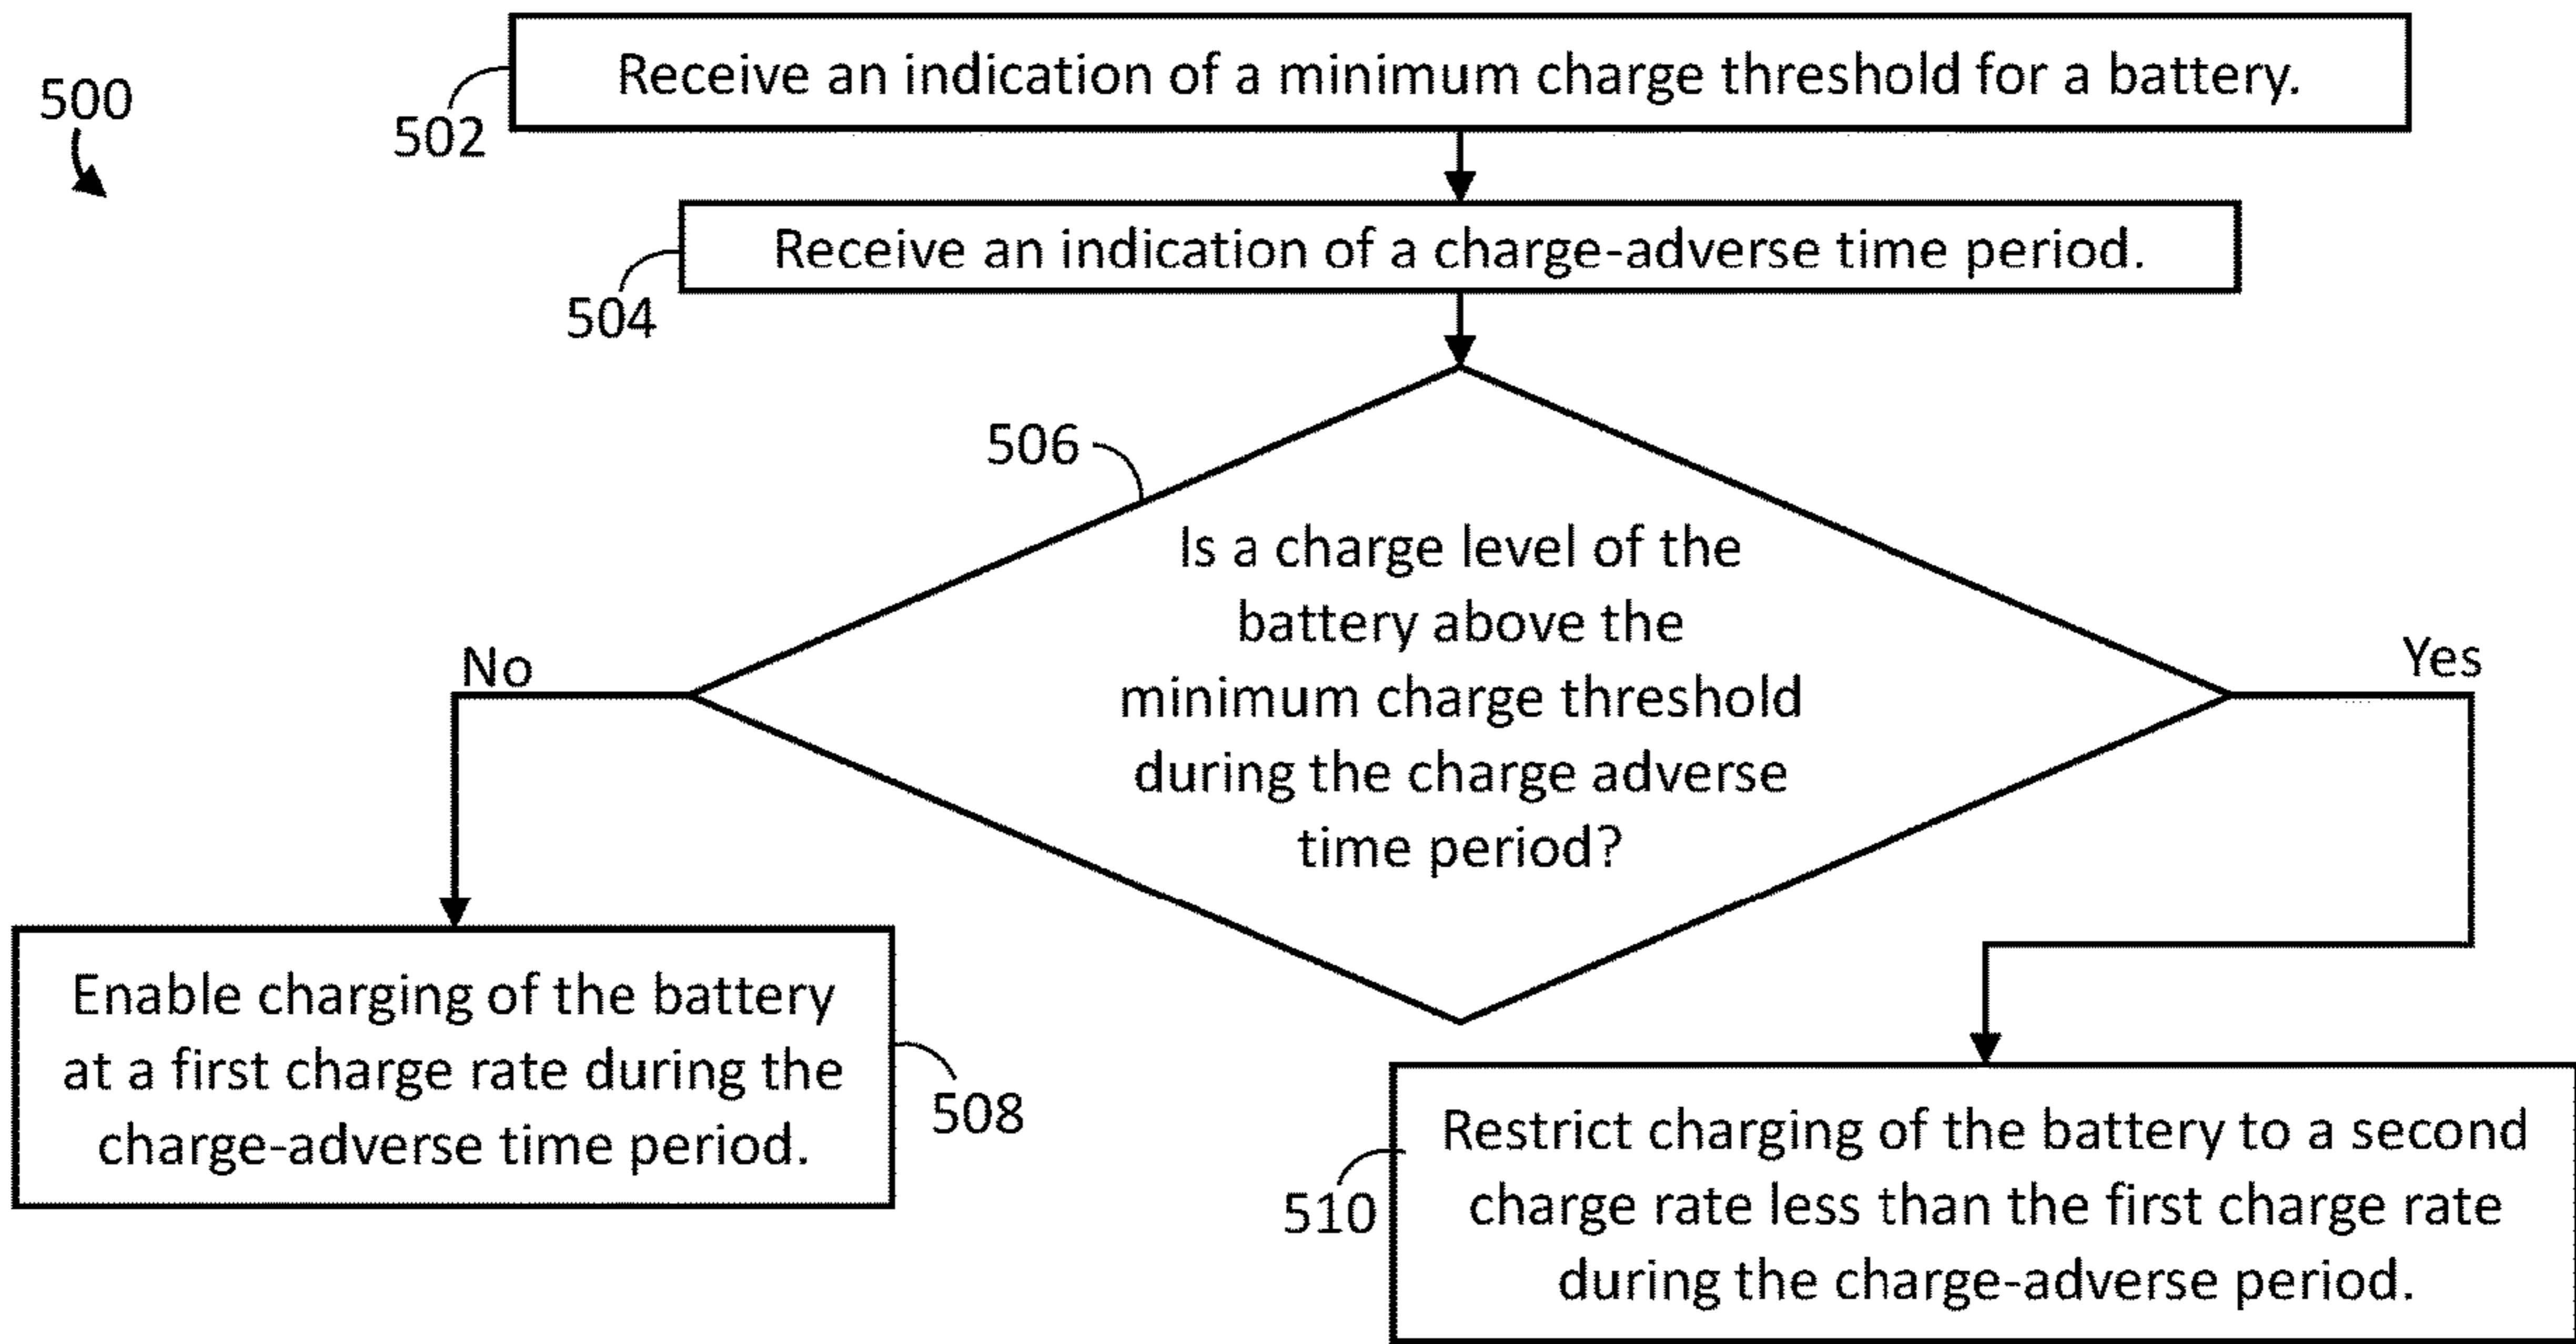 Receive an indication of a minimum charge threshold for a battery.
500
502
Receive an indication of a charge-adverse time period.
504
506
Is a charge level of the
battery above the
minimum charge threshold
during the charge adverse
time period?
No
Yes
Enable charging of the battery
at a first charge rate during the
charge-adverse time period.
508
Restrict charging of the battery to a second
charge rate less than the first charge rate
during the charge-adverse period.
510